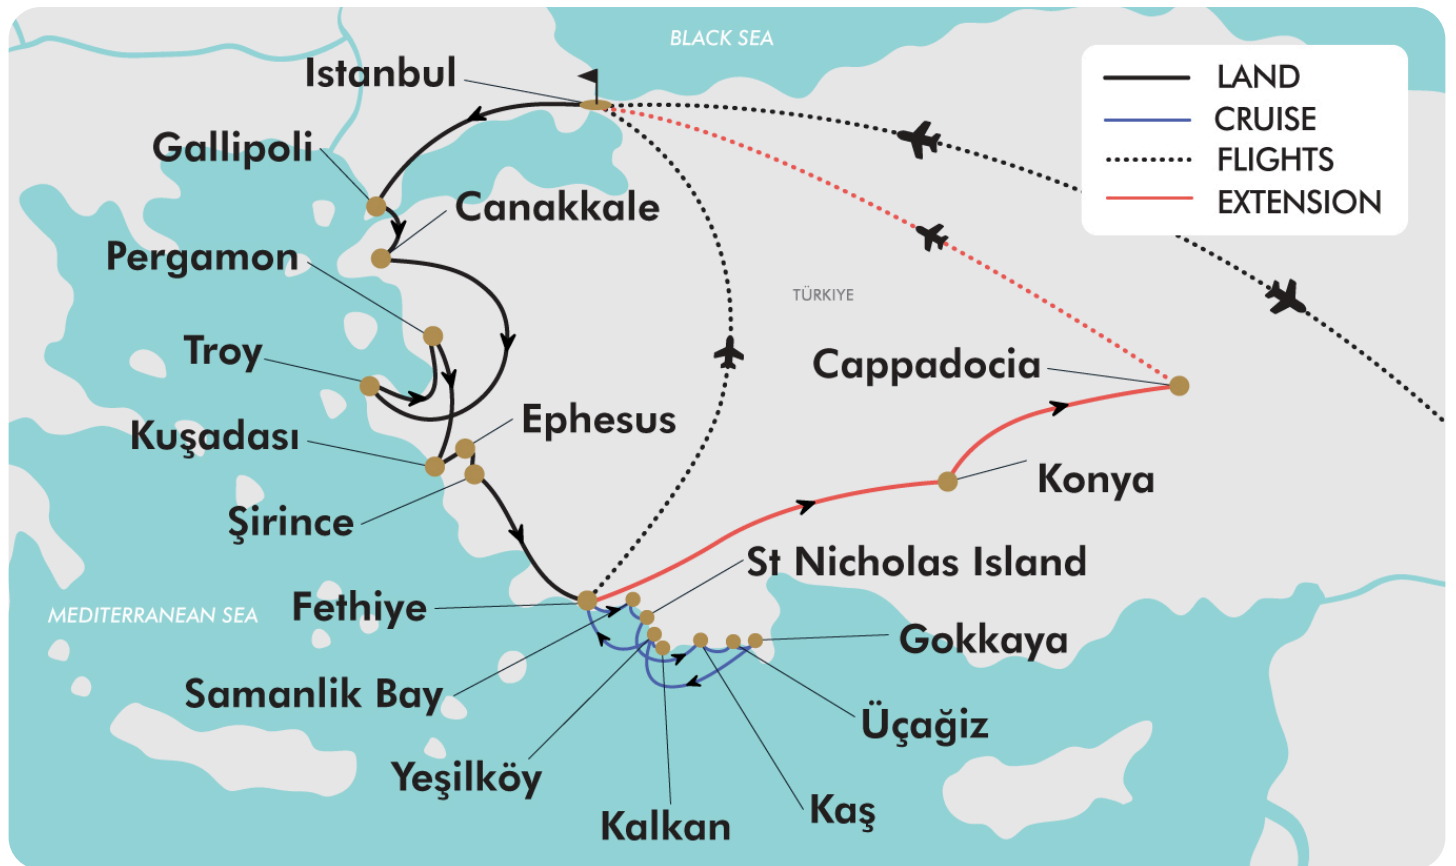 BLACK SEA
Istanbul
LAND
CRUISE
FLIGHTS
EXTENSION
Gallipoli
Canakkale
Pergamon
TÜRKIYE
Troy
Cappadocia
Ephesus
Kuşadası
Konya
Şirince
St Nicholas Island
MEDITERRANEAN SEA
Fethiye
Gokkaya
Samanlik Bay
Üçağiz
Yeşilköy
Kaş
Kalkan